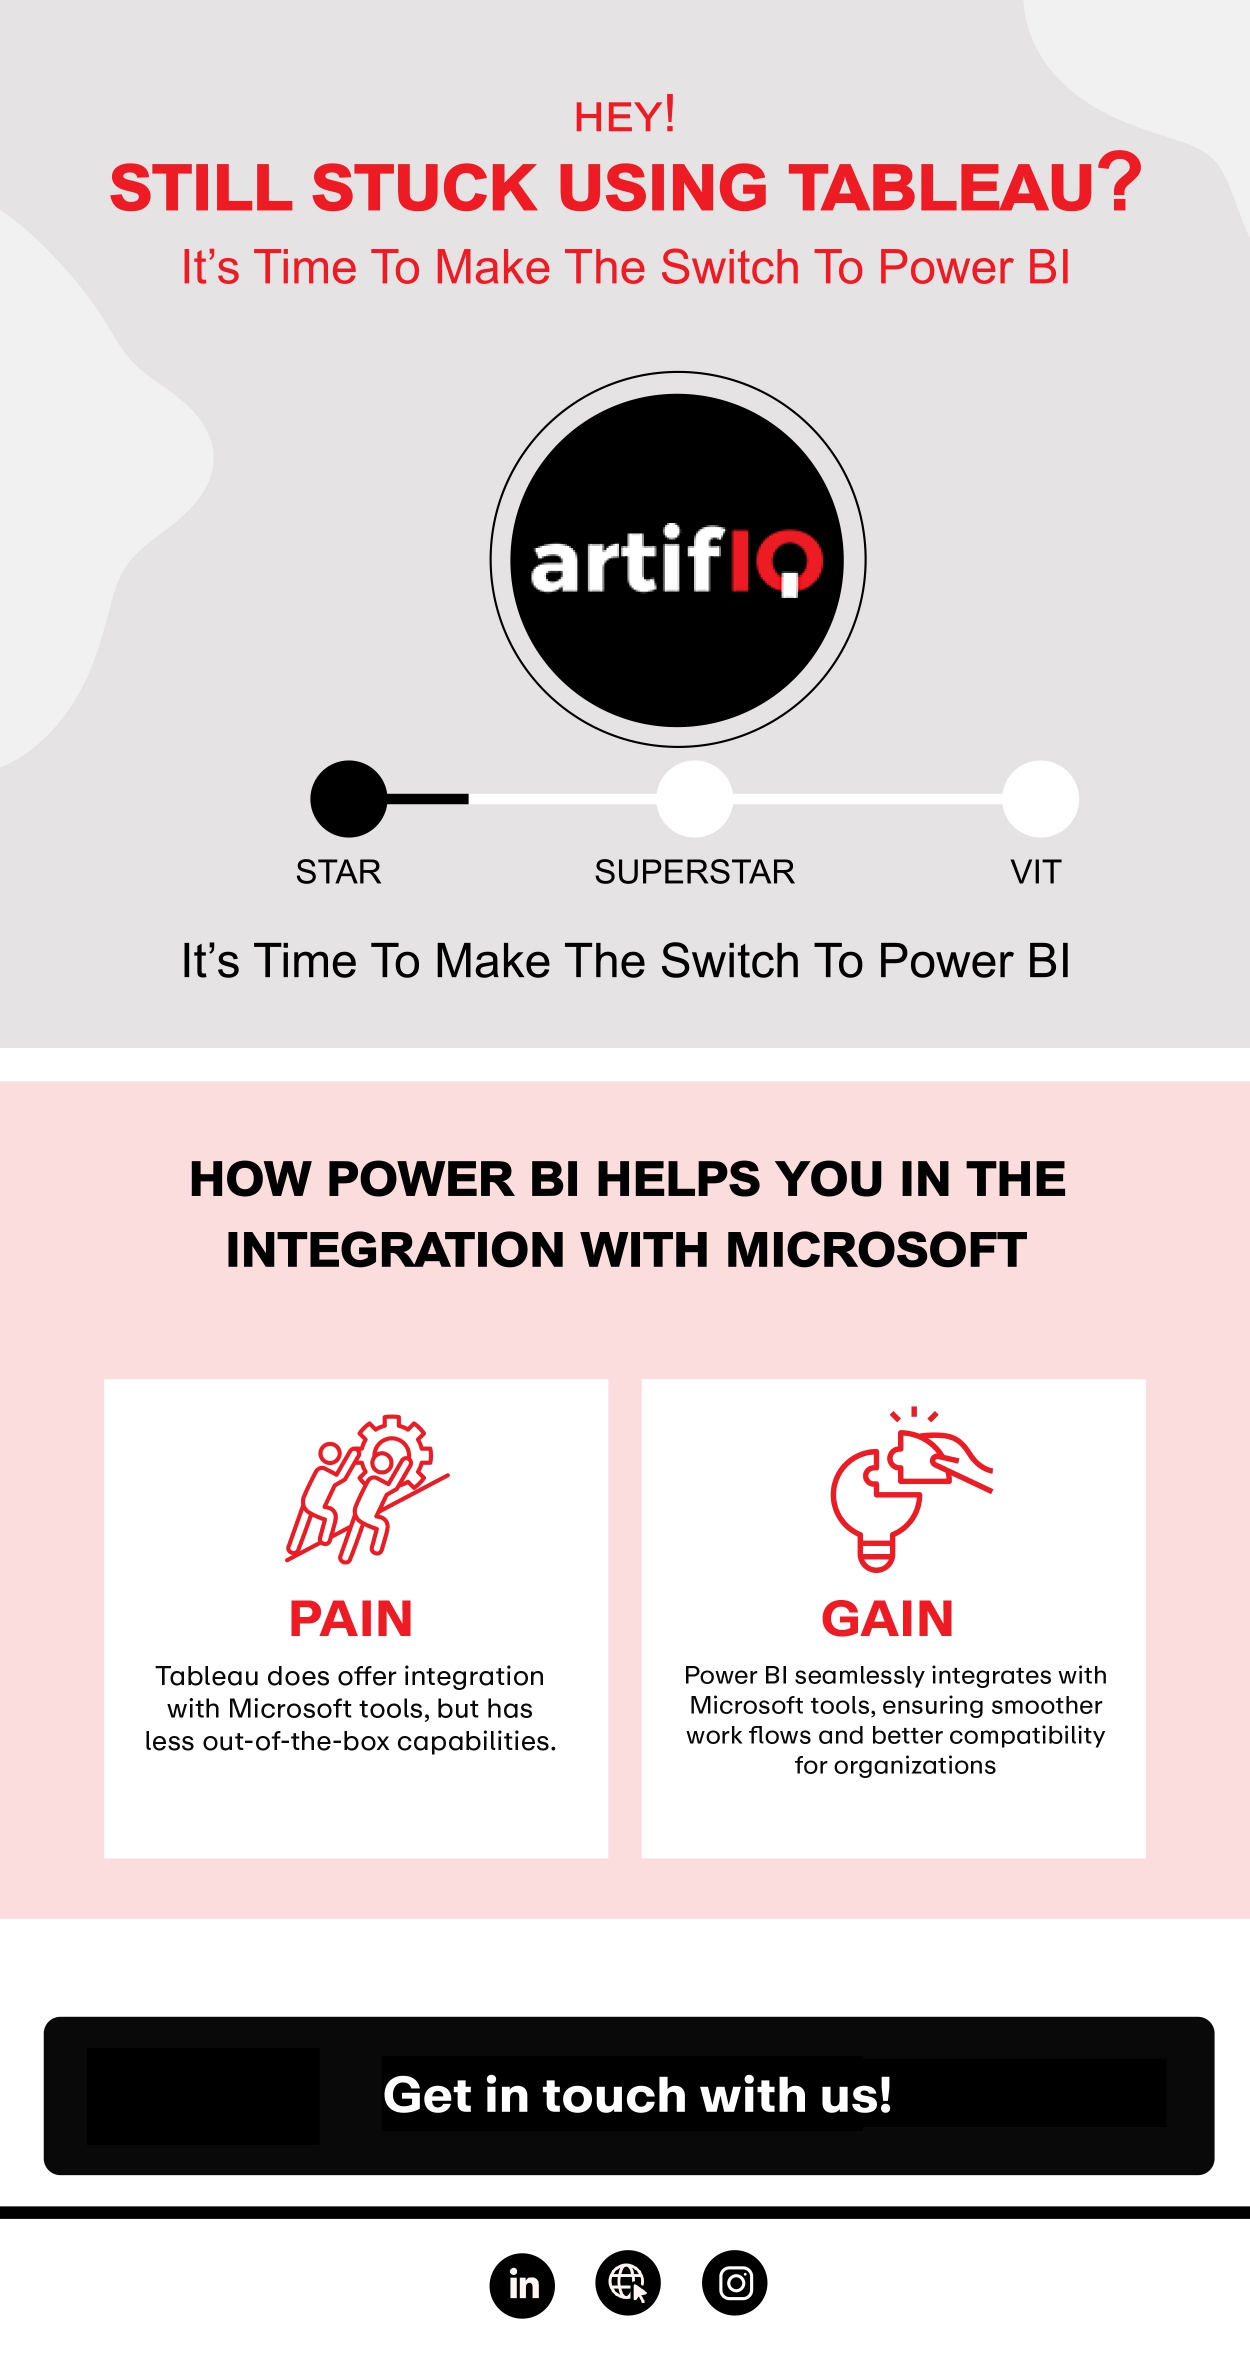 HEY!
STILL STUCK USING TABLEAU?
It’s Time To Make The Switch To Power BI
artifIQ
STAR
SUPERSTAR
VIT
It’s Time To Make The Switch To Power BI
HOW POWER BI HELPS YOU IN THE
INTEGRATION WITH MICROSOFT
PAIN
Tableau does offer integration
with Microsoft tools, but has
less out-of-the-box capabilities.
GAIN
Power BI seamlessly integrates with
Microsoft tools, ensuring smoother
work flows and better compatibility
for organizations
Get in touch with us!
in